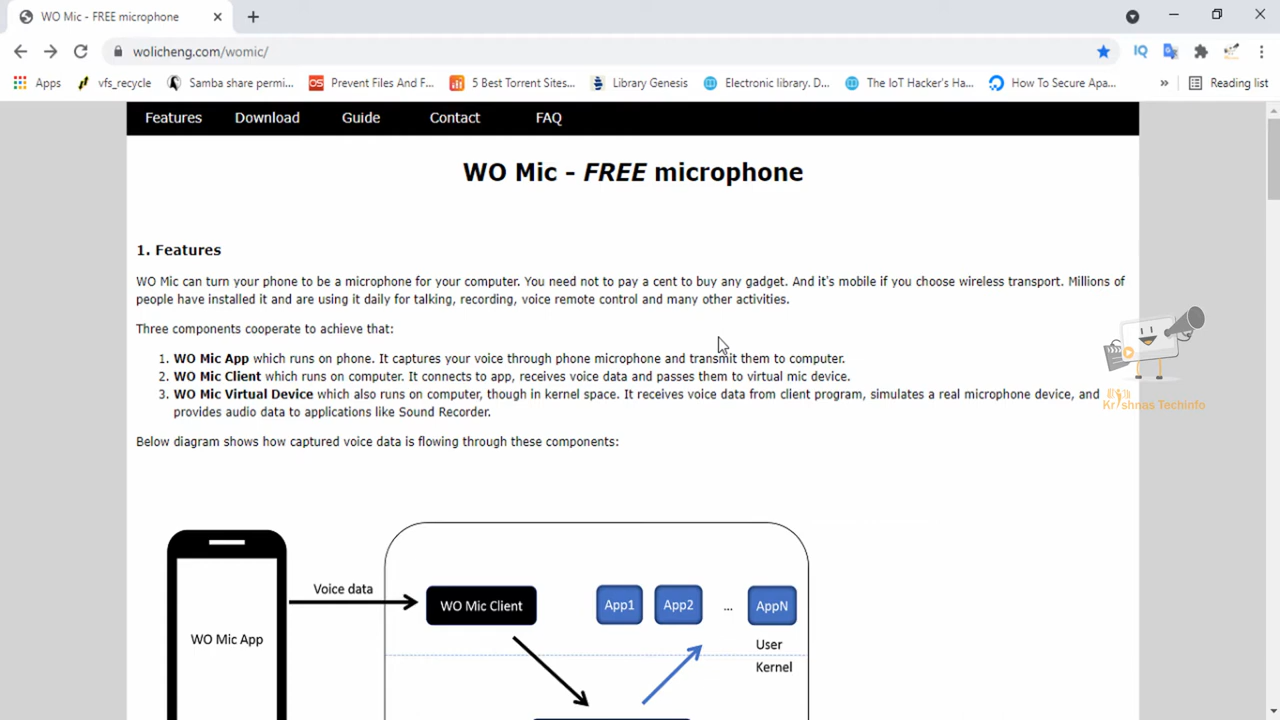 WO Mic - FREE microphone
wolicheng.com/womic/
Apps vfs_recycle Samba share permi... Prevent Files And F... 5 Best Torrent Sites... Library Genesis Electronic library. D... The IoT Hacker's Ha... How To Secure Apa... » Reading list
Features Download Guide Contact FAQ
WO Mic - FREE microphone
1. Features
WO Mic can turn your phone to be a microphone for your computer. You need not to pay a cent to buy any gadget. And it's mobile if you choose wireless transport. Millions of
people have installed it and are using it daily for talking, recording, voice remote control and many other activities.
Three components cooperate to achieve that:
1. WO Mic App which runs on phone. It captures your voice through phone microphone and transmit them to computer.
2. WO Mic Client which runs on computer. It connects to app, receives voice data and passes them to virtual mic device.
3. WO Mic Virtual Device which also runs on computer, though in kernel space. It receives voice data from client program, simulates a real microphone device, and
provides audio data to applications like Sound Recorder.
Krishnas TechInfo
Below diagram shows how captured voice data is flowing through these components:
Voice data
WO Mic Client
App1 App2 ... AppN
WO Mic App
User
Kernel